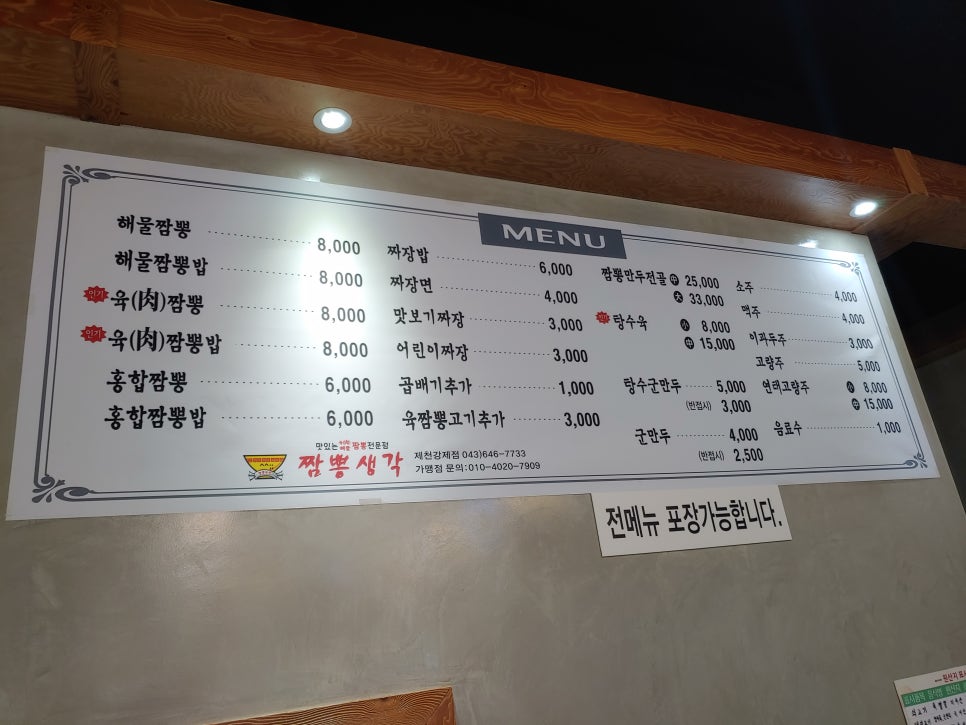 MENU
해물짬뽕 8,000
해물짬뽕밥 8,000
인기 육(肉)짬뽕 8,000
인기 육(肉)짬뽕밥 8,000
홍합짬뽕 6,000
홍합짬뽕밥 6,000
짜장밥 6,000
짜장면 4,000
맛보기짜장 3,000
어린이짜장 3,000
곱배기추가 1,000
육짬뽕고기추가 3,000
짬뽕만두전골 中 25,000
大 33,000
탕수육 小 8,000
中 15,000
탕수군만두 5,000
(반접시) 3,000
군만두 4,000
(반접시) 2,500
소주 4,000
맥주 4,000
이과두주 3,000
고량주 5,000
연태고량주 小 8,000
中 15,000
음료수 1,000
맛있는 짬뽕전문점
짬뽕생각
제천강제점 043)646-7733
가맹점 문의:010-4020-7909
전메뉴 포장가능합니다.